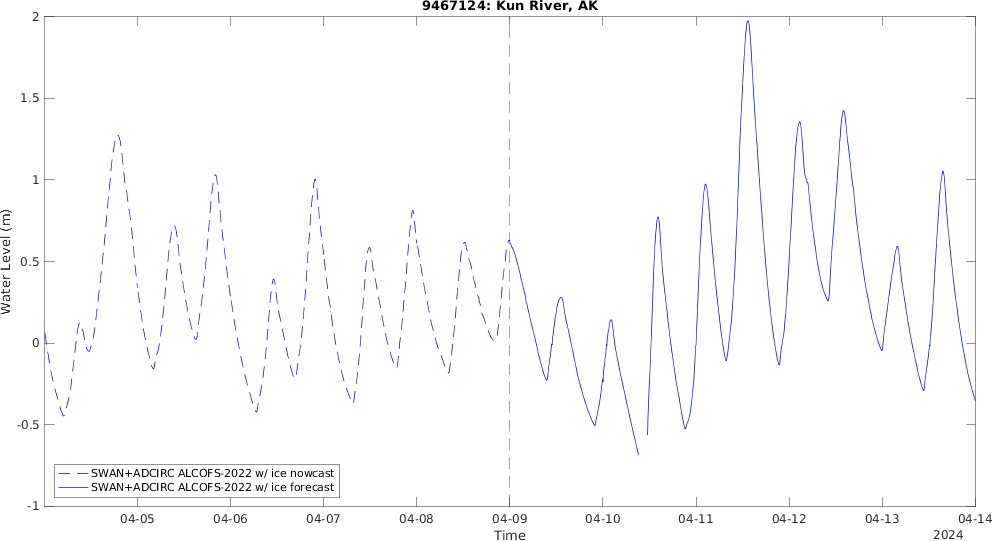 9467124: Kun River, AK
Water Level (m)
2
1.5
1
0.5
0
-0.5
-1
SWAN+ADCIRC ALCOFS-2022 w/ ice nowcast
SWAN+ADCIRC ALCOFS-2022 w/ ice forecast
04-05 04-06 04-07 04-08 04-09 04-10 04-11 04-12 04-13 04-14
Time
2024